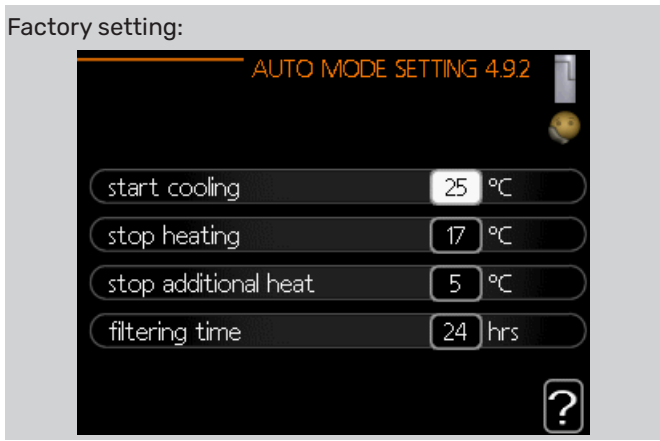 Factory setting:
AUTO MODE SETTING 4.9.2
start cooling 25 °C
stop heating 17 °C
stop additional heat 5 °C
filtering time 24 hrs
?